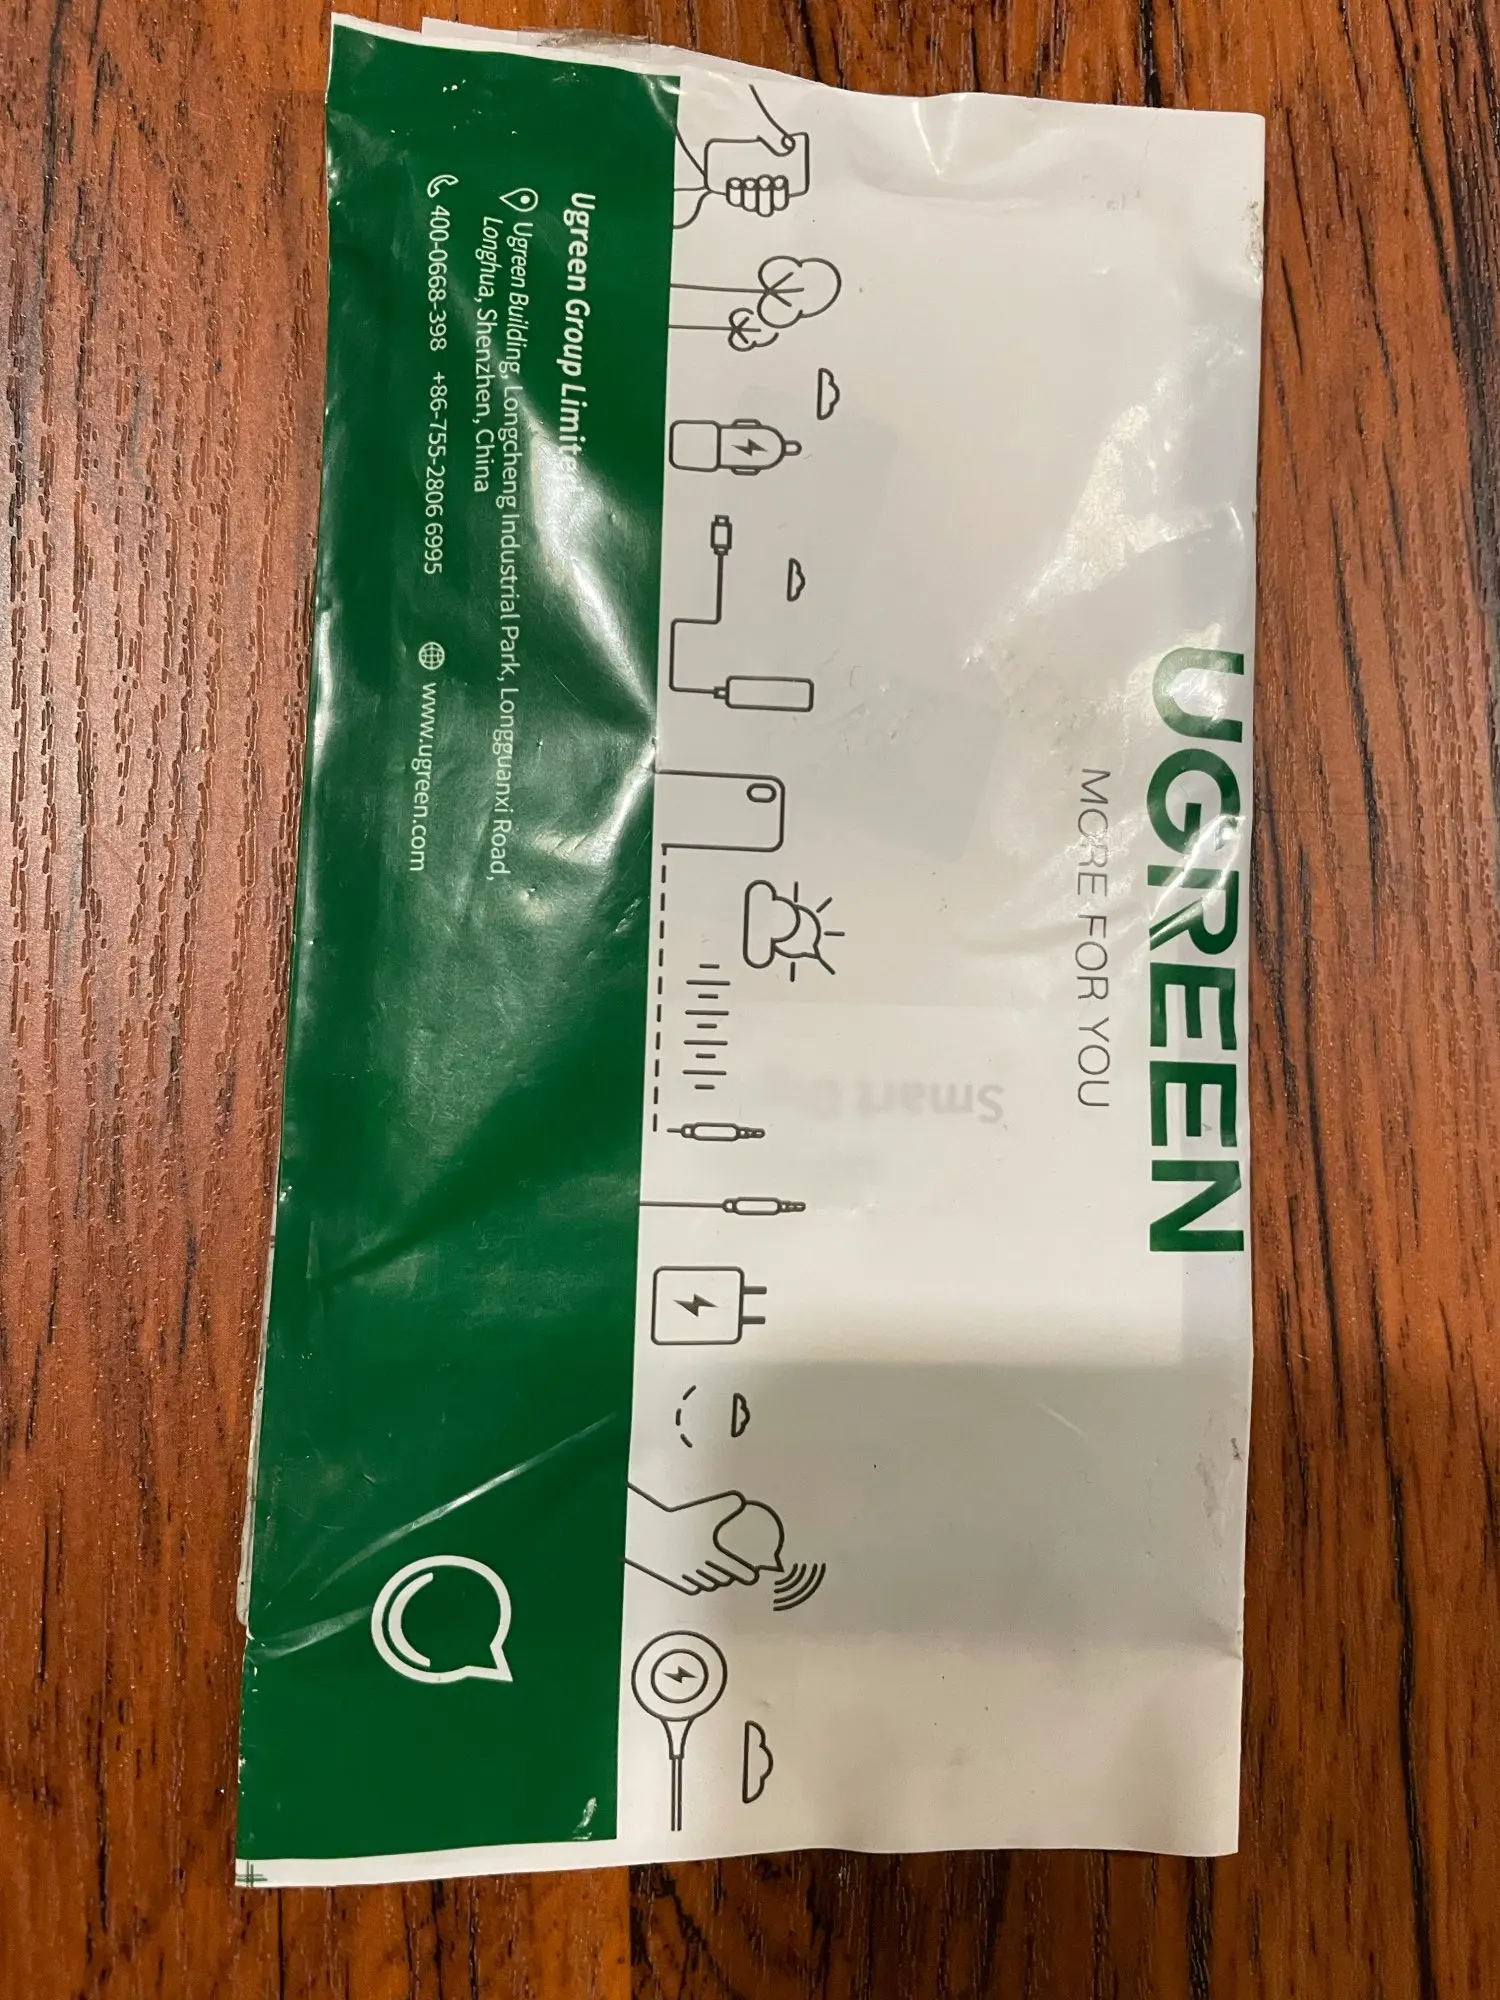 UGREEN
MORE FOR YOU
Smart
Ugreen Group Limited
Ugreen Building, Longcheng Industrial Park, Longguanxi Road,
Longhua, Shenzhen, China
400-0668-398 +86-755-2806 6995 www.ugreen.com